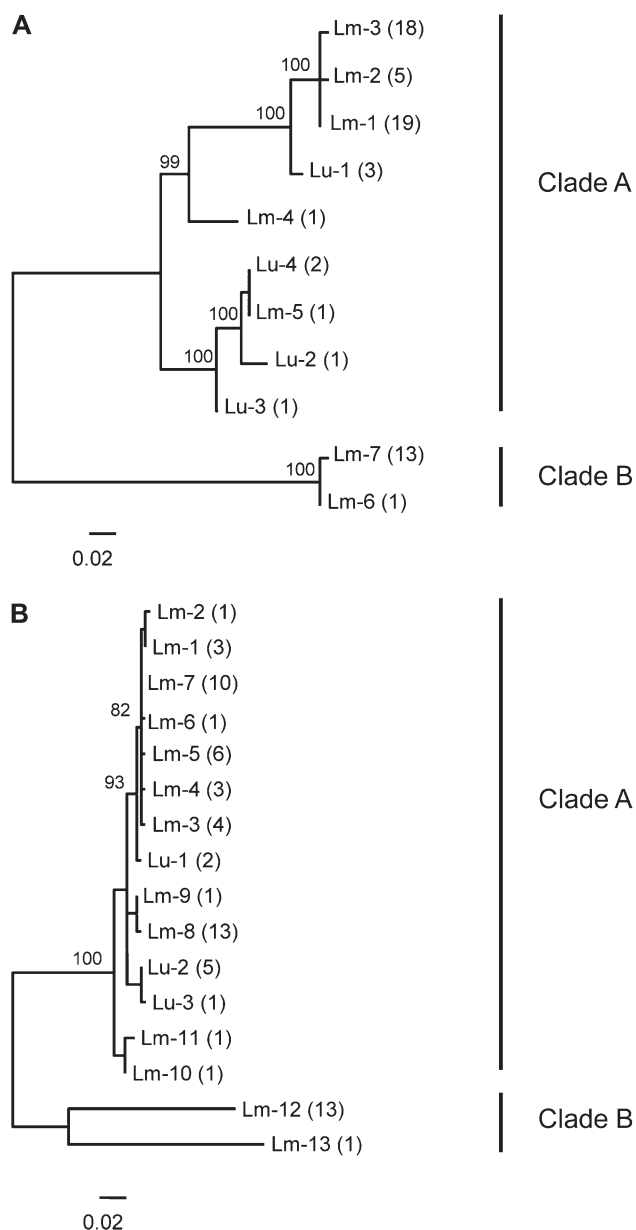 A
Lm-3 (18)
100
Lm-2 (5)
100
Lm-1 (19)
99
Lu-1 (3)
Clade A
Lm-4 (1)
Lu-4 (2)
100
Lm-5 (1)
100
Lu-2 (1)
Lu-3 (1)
Lm-7 (13)
100
Clade B
Lm-6 (1)
0.02
B
Lm-2 (1)
Lm-1 (3)
Lm-7 (10)
82
Lm-6 (1)
Lm-5 (6)
93
Lm-4 (3)
Clade A
Lm-3 (4)
Lu-1 (2)
Lm-9 (1)
Lm-8 (13)
100
Lu-2 (5)
Lu-3 (1)
Lm-11 (1)
Lm-10 (1)
Lm-12 (13)
Clade B
Lm-13 (1)
0.02